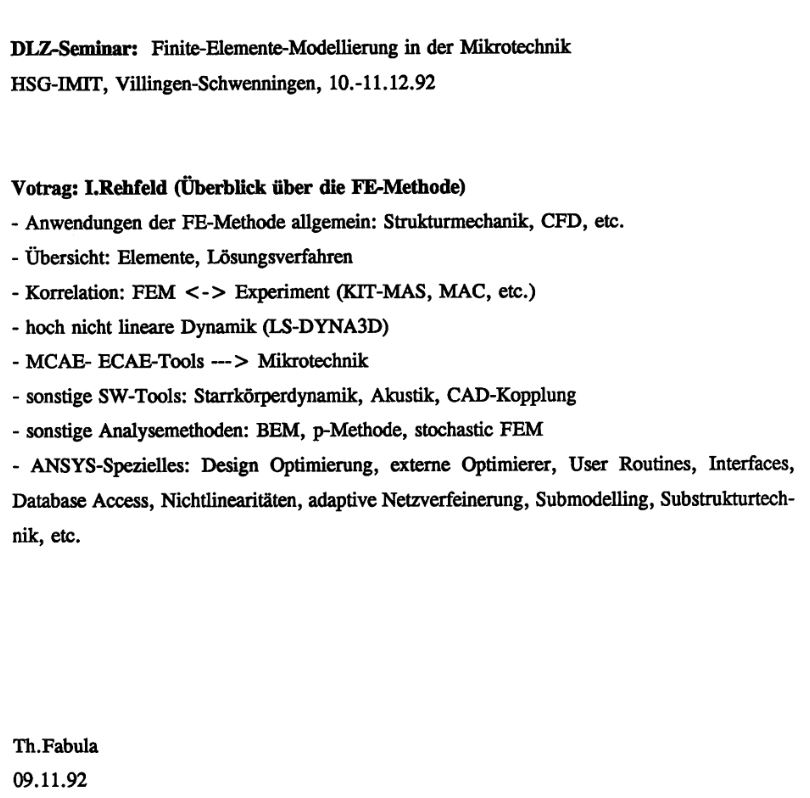 DLZ-Seminar: Finite-Elemente-Modellierung in der Mikrotechnik
HSG-IMIT, Villingen-Schwenningen, 10.-11.12.92
Votrag: I.Rehfeld (Überblick über die FE-Methode)
- Anwendungen der FE-Methode allgemein: Strukturmechanik, CFD, etc.
- Übersicht: Elemente, Lösungsverfahren
- Korrelation: FEM <-> Experiment (KIT-MAS, MAC, etc.)
- hoch nicht lineare Dynamik (LS-DYNA3D)
- MCAE- ECAE-Tools ---> Mikrotechnik
- sonstige SW-Tools: Starrkörperdynamik, Akustik, CAD-Kopplung
- sonstige Analysemethoden: BEM, p-Methode, stochastic FEM
- ANSYS-Spezielles: Design Optimierung, externe Optimierer, User Routines, Interfaces,
Database Access, Nichtlinearitäten, adaptive Netzverfeinerung, Submodelling, Substrukturtech-
nik, etc.
Th.Fabula
09.11.92